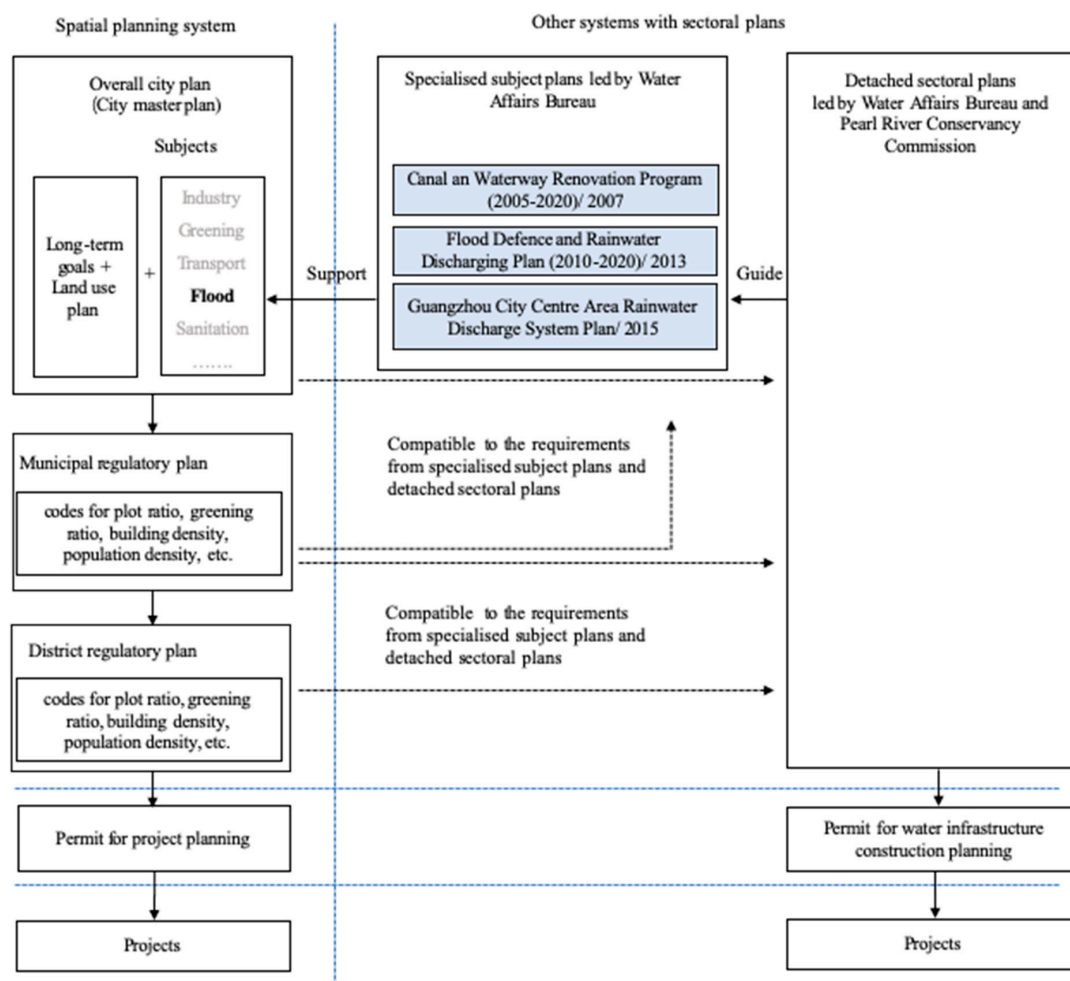 Spatial planning system
Other systems with sectoral plans
Overall city plan
(City master plan)
Subjects
Long-term
goals +
Land use
plan
+
Industry
Greening
Transport
Flood
Sanitation
.......
Support
Specialised subject plans led by Water
Affairs Bureau
Canal an Waterway Renovation Program
(2005-2020)/ 2007
Flood Defence and Rainwater
Discharging Plan (2010-2020)/ 2013
Guangzhou City Centre Area Rainwater
Discharge System Plan/ 2015
Guide
Detached sectoral plans
led by Water Affairs Bureau and
Pearl River Conservancy
Commission
Municipal regulatory plan
codes for plot ratio, greening
ratio, building density,
population density, etc.
Compatible to the requirements
from specialised subject plans and
detached sectoral plans
District regulatory plan
codes for plot ratio, greening
ratio, building density,
population density, etc.
Compatible to the requirements
from specialised subject plans and
detached sectoral plans
Permit for project planning
Permit for water infrastructure
construction planning
Projects
Projects